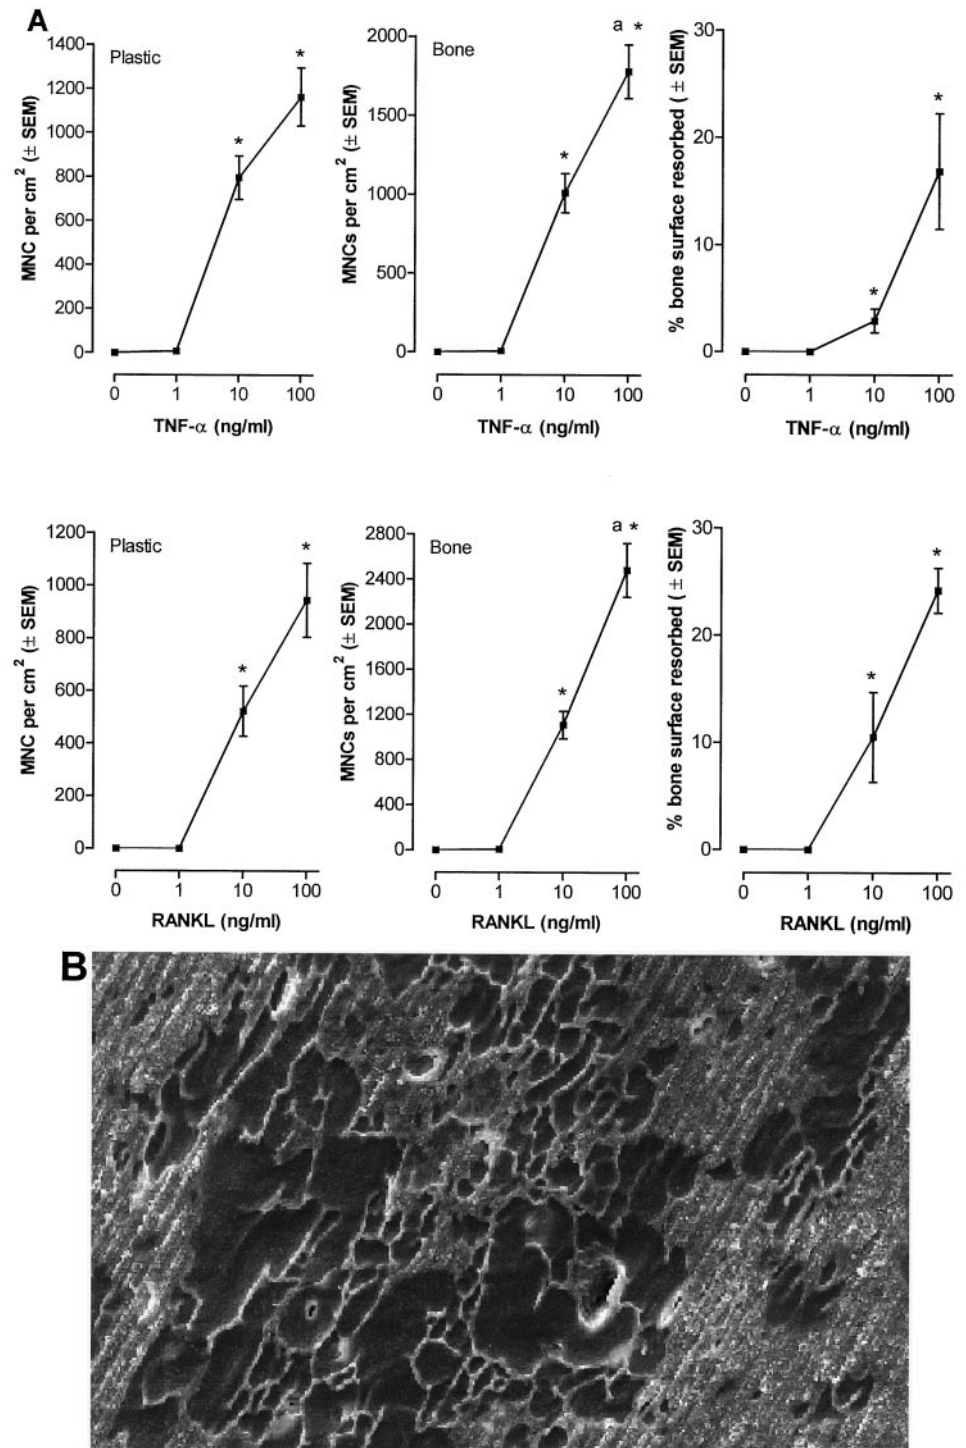 A
Plastic
MNC per cm2 (± SEM)
1400
1200
1000
800
600
400
200
0
*
*
0 1 10 100
TNF-α (ng/ml)
Bone
MNCs per cm2 (± SEM)
2000
1500
1000
500
0
a *
*
0 1 10 100
TNF-α (ng/ml)
% bone surface resorbed (± SEM)
30
20
10
0
*
*
0 1 10 100
TNF-α (ng/ml)
Plastic
MNC per cm2 (± SEM)
1200
1000
800
600
400
200
0
*
*
0 1 10 100
RANKL (ng/ml)
Bone
MNCs per cm2 (± SEM)
2800
2400
2000
1600
1200
800
400
0
a *
*
0 1 10 100
RANKL (ng/ml)
% bone surface resorbed (± SEM)
30
20
10
0
*
*
0 1 10 100
RANKL (ng/ml)
B